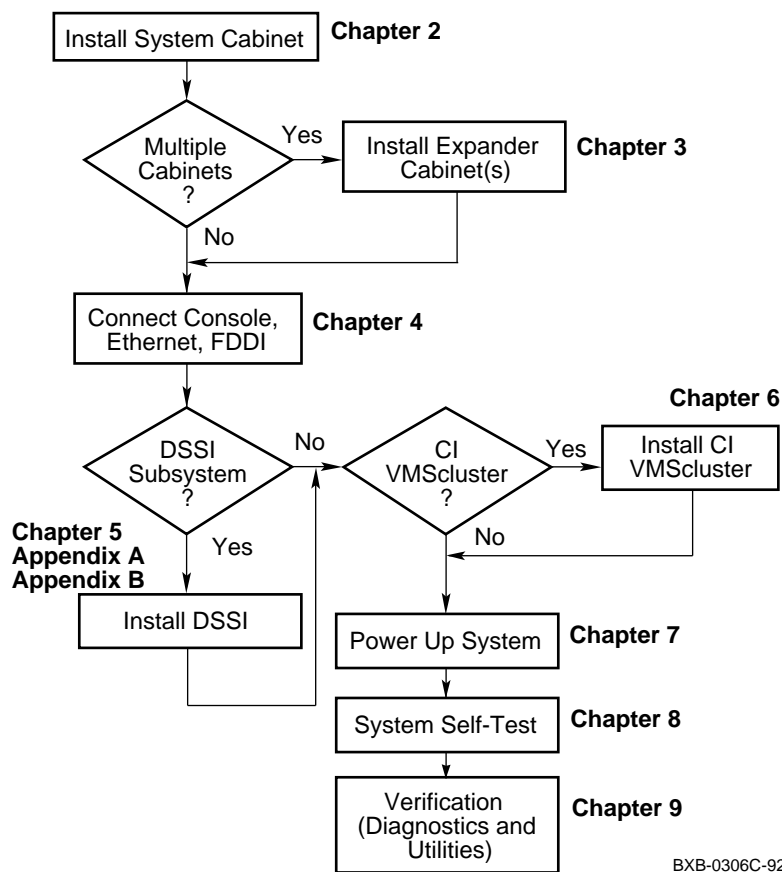 Install System Cabinet
Chapter 2
Multiple
Cabinets
?
Yes
Install Expander
Cabinet(s)
Chapter 3
No
Connect Console,
Ethernet, FDDI
Chapter 4
DSSI
Subsystem
?
No
CI
VMScluster
?
Yes
Chapter 6
Install CI
VMScluster
Chapter 5
Appendix A
Appendix B
Yes
No
Install DSSI
Power Up System
Chapter 7
System Self-Test
Chapter 8
Verification
(Diagnostics and
Utilities)
Chapter 9
BXB-0306C-92